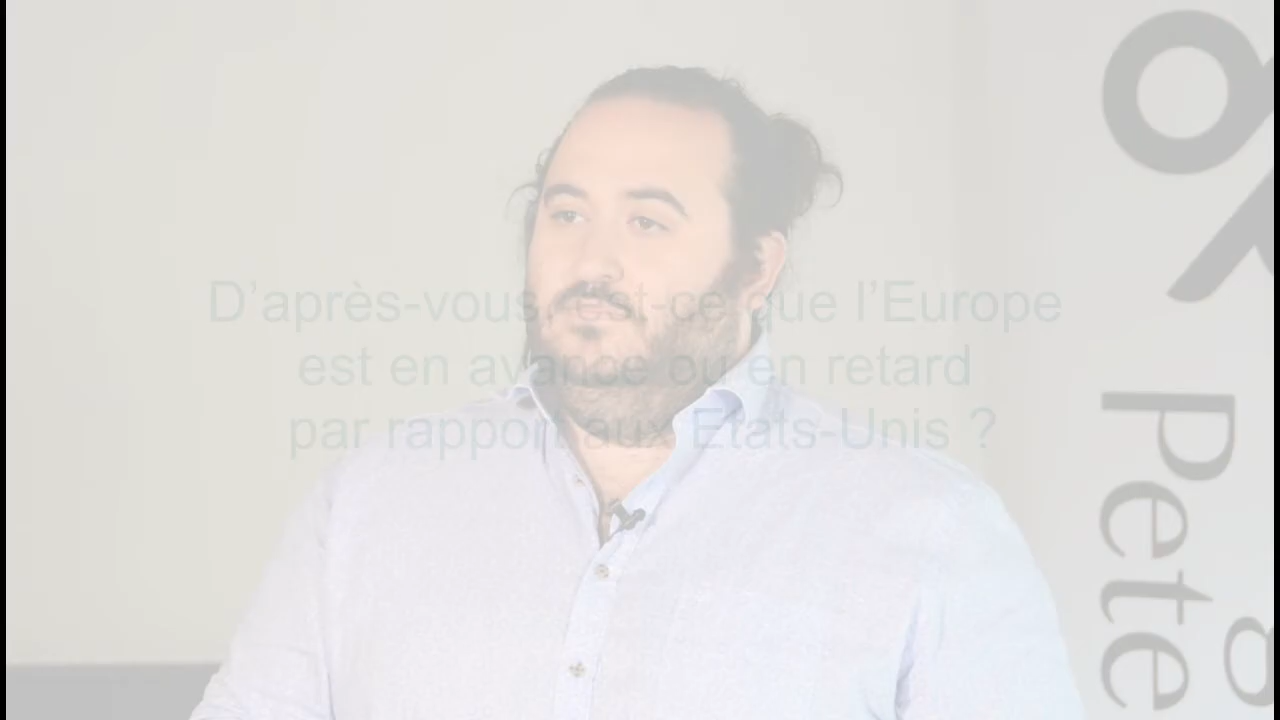 D'après-vous, est-ce que l'Europe
est en avance ou en retard
par rapport aux Etats-Unis ?
Pete
g